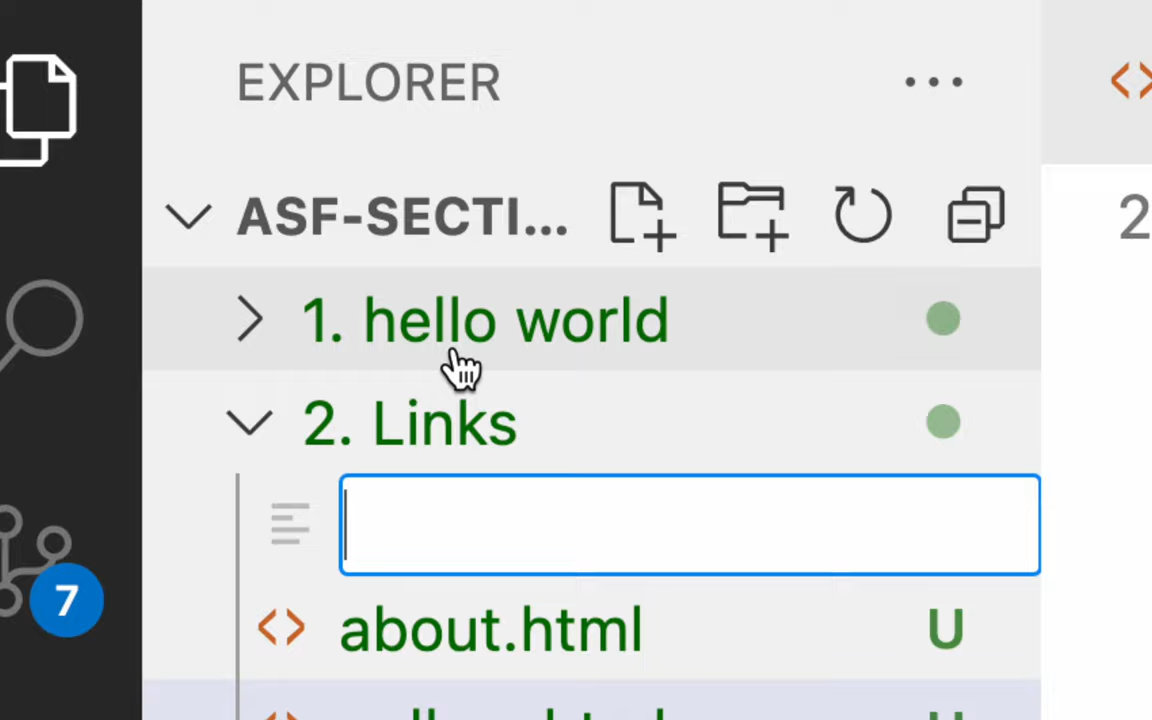 EXPLORER
ASF-SECTI...
2
1. hello world
2. Links
7
about.html U